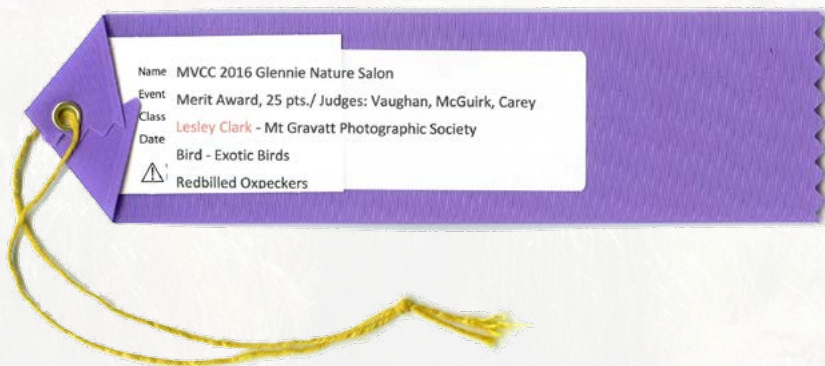 Name MVCC 2016 Glennie Nature Salon
Event Merit Award, 25 pts./ Judges: Vaughan, McGuirk, Carey
Class Lesley Clark - Mt Gravatt Photographic Society
Date
Bird - Exotic Birds
Redbilled Oxpeckers